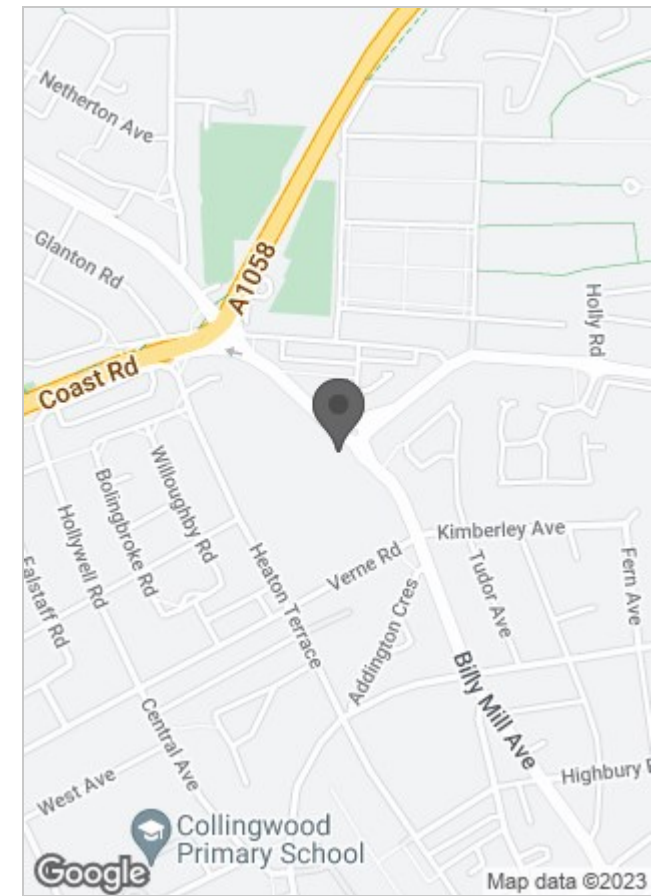 Netherton Ave
Glanton Rd
A1058
Holly Rd
Coast Rd
Willoughby Rd
Bolingbroke Rd
Hollywell Rd
Falstaff Rd
Heaton Terrace
Verne Rd
Kimberley Ave
Tudor Ave
Fern Ave
Addington Cres
Billy Mill Ave
Central Ave
West Ave
Highbury
Collingwood
Primary School
Google
Map data ©2023